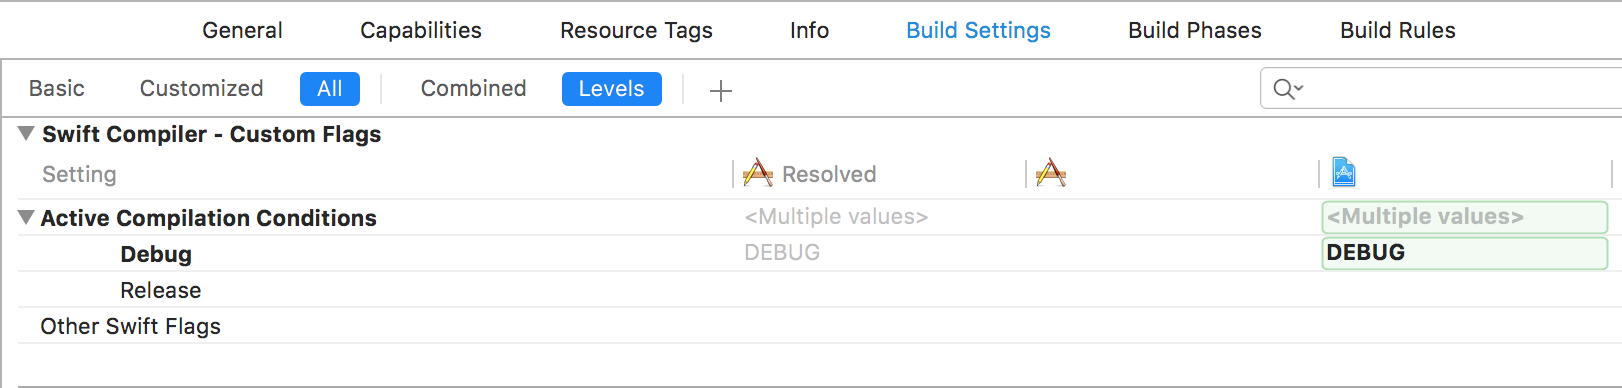 General Capabilities Resource Tags Info Build Settings Build Phases Build Rules
Basic Customized All Combined Levels +
Swift Compiler - Custom Flags
Setting Resolved
Active Compilation Conditions <Multiple values> <Multiple values>
Debug DEBUG DEBUG
Release
Other Swift Flags